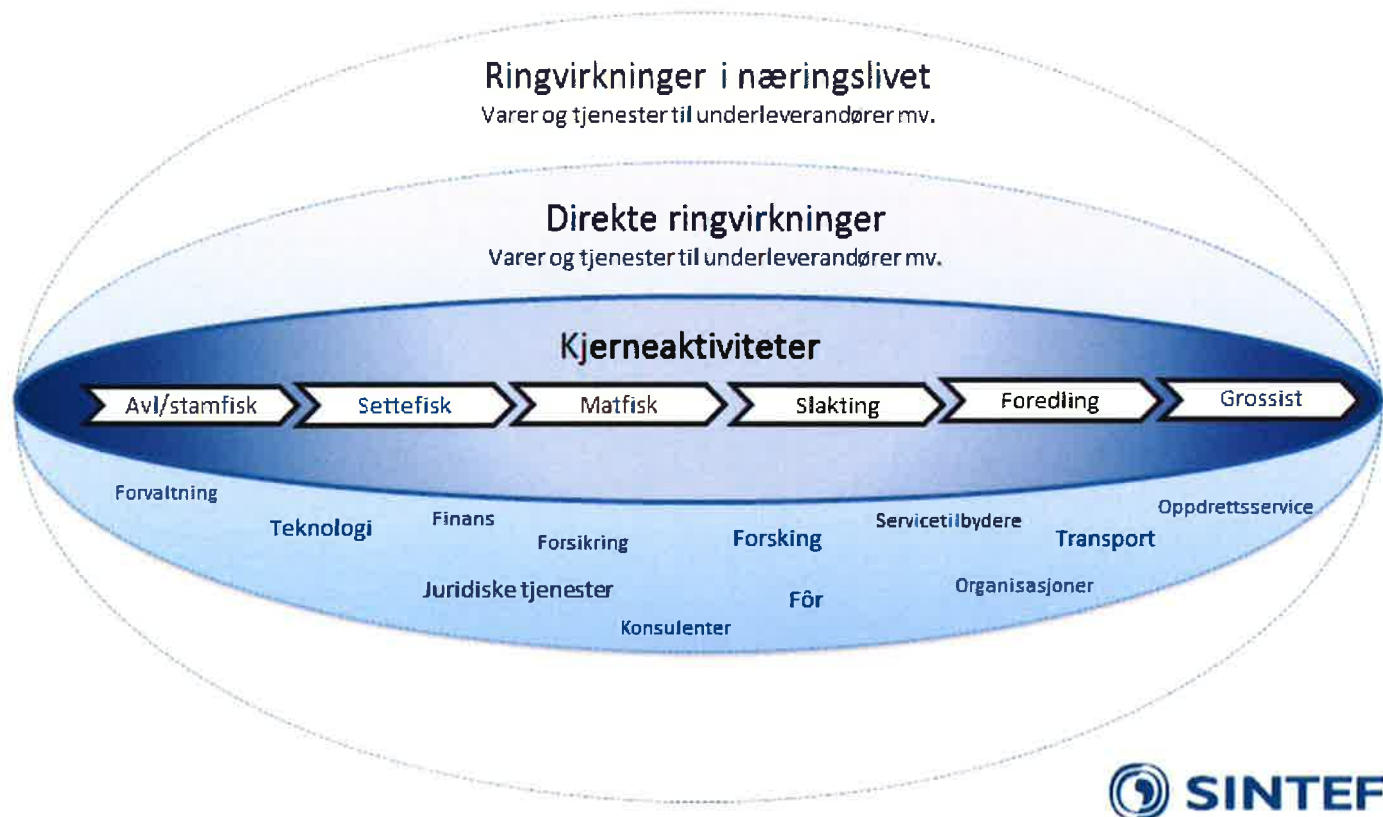 Ringvirkninger i næringslivet
Varer og tjenester til underleverandører mv.
Direkte ringvirkninger
Varer og tjenester til underleverandører mv.
Kjerneaktiviteter
Avl/stamfisk
Settefisk
Matfisk
Slakting
Foredling
Grossist
Forvaltning
Teknologi
Finans
Forsikring
Forsking
Servicetilbydere
Transport
Oppdrettsservice
Juridiske tjenester
Fôr
Organisasjoner
Konsulenter
SINTEF